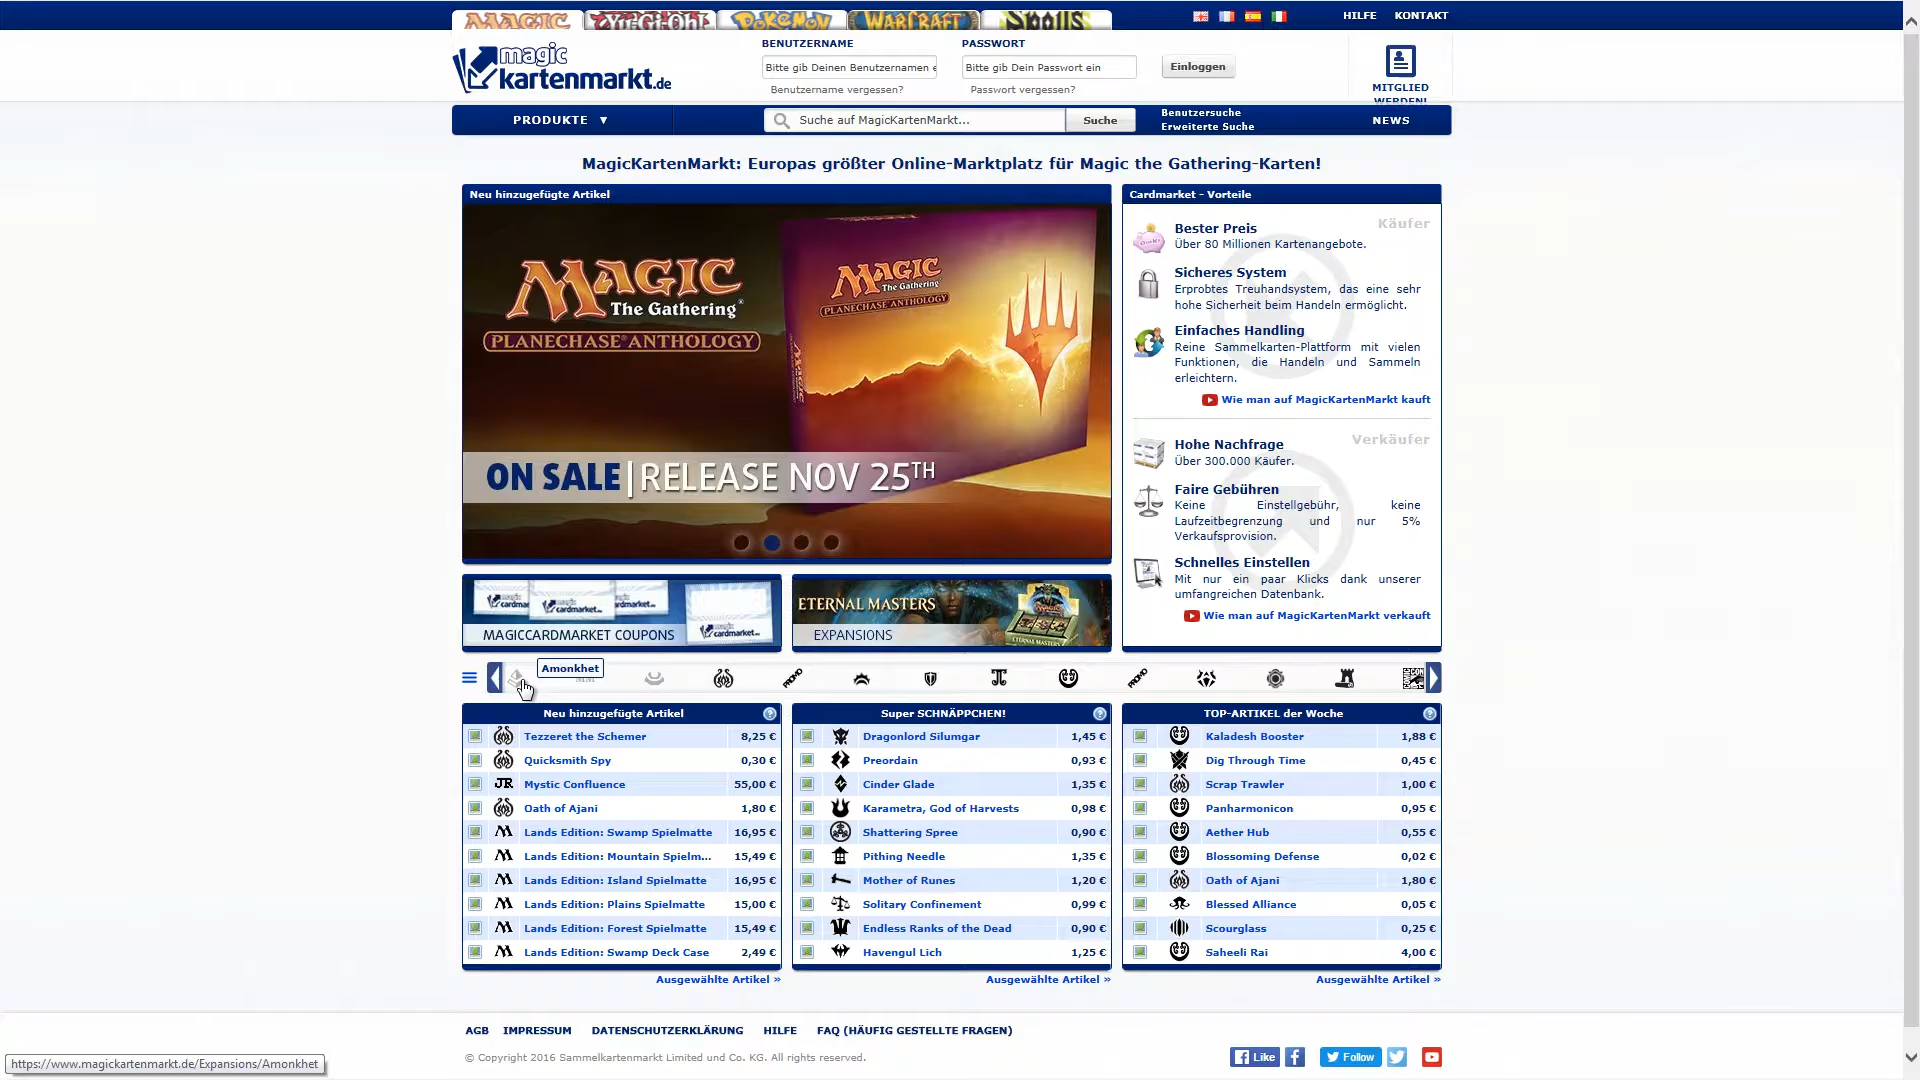 MAGIC YU-GI-OH! POKéMON WARCRAFT SPOILS
HILFE KONTAKT
magic
kartenmarkt.de
BENUTZERNAME PASSWORT
Bitte gib Deinen Benutzernamen e Bitte gib Dein Passwort ein Einloggen
Benutzername vergessen? Passwort vergessen?
MITGLIED
WERDEN!
PRODUKTE ▼ Suche auf MagicKartenMarkt... Suche
Benutzersuche
Erweiterte Suche
NEWS
MagicKartenMarkt: Europas größter Online-Marktplatz für Magic the Gathering-Karten!
Neu hinzugefügte Artikel
MAGIC
The Gathering®
PLANECHASE® ANTHOLOGY
MAGIC
The Gathering
PLANECHASE ANTHOLOGY
ON SALE | RELEASE NOV 25TH
Cardmarket - Vorteile
Käufer
Bester Preis
Über 80 Millionen Kartenangebote.
Sicheres System
Erprobtes Treuhandsystem, das eine sehr
hohe Sicherheit beim Handeln ermöglicht.
Einfaches Handling
Reine Sammelkarten-Plattform mit vielen
Funktionen, die Handeln und Sammeln
erleichtern.
Wie man auf MagicKartenMarkt kauft
Verkäufer
Hohe Nachfrage
Über 300.000 Käufer.
Faire Gebühren
Keine Einstellgebühr, keine
Laufzeitbegrenzung und nur 5%
Verkaufsprovision.
Schnelles Einstellen
Mit nur ein paar Klicks dank unserer
umfangreichen Datenbank.
Wie man auf MagicKartenMarkt verkauft
MAGICCARDMARKET COUPONS
ETERNAL MASTERS
EXPANSIONS
Amonkhet
PROMO PROMO
Neu hinzugefügte Artikel
Tezzeret the Schemer 8,25 €
Quicksmith Spy 0,30 €
JR Mystic Confluence 55,00 €
Oath of Ajani 1,80 €
Lands Edition: Swamp Spielmatte 16,95 €
Lands Edition: Mountain Spielm... 15,49 €
Lands Edition: Island Spielmatte 16,95 €
Lands Edition: Plains Spielmatte 15,00 €
Lands Edition: Forest Spielmatte 15,49 €
Lands Edition: Swamp Deck Case 2,49 €
Ausgewählte Artikel »
Super SCHNÄPPCHEN!
Dragonlord Silumgar 1,45 €
Preordain 0,93 €
Cinder Glade 1,35 €
Karametra, God of Harvests 0,98 €
Shattering Spree 0,90 €
Pithing Needle 1,35 €
Mother of Runes 1,20 €
Solitary Confinement 0,99 €
Endless Ranks of the Dead 0,90 €
Havengul Lich 1,25 €
Ausgewählte Artikel »
TOP-ARTIKEL der Woche
Kaladesh Booster 1,88 €
Dig Through Time 0,45 €
Scrap Trawler 1,00 €
Panharmonicon 0,95 €
Aether Hub 0,55 €
Blossoming Defense 0,02 €
Oath of Ajani 1,80 €
Blessed Alliance 0,05 €
Scourglass 0,25 €
Saheeli Rai 4,00 €
Ausgewählte Artikel »
AGB IMPRESSUM DATENSCHUTZERKLÄRUNG HILFE FAQ (HÄUFIG GESTELLTE FRAGEN)
© Copyright 2016 Sammelkartenmarkt Limited und Co. KG. All rights reserved.
Like Follow
https://www.magickartenmarkt.de/Expansions/Amonkhet